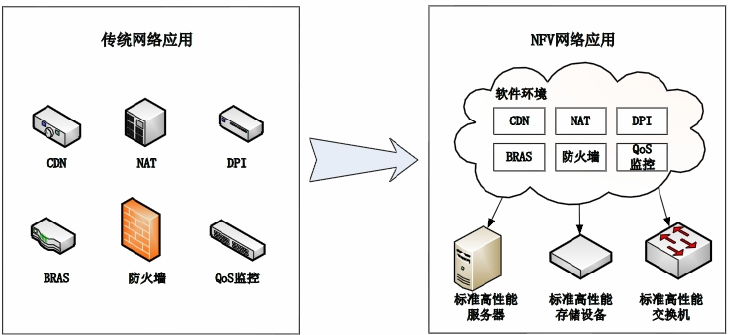 传统网络应用
CDN
NAT
DPI
BRAS
防火墙
QoS监控
NFV网络应用
软件环境
CDN
NAT
DPI
BRAS
防火墙
QoS
监控
标准高性能
服务器
标准高性能
存储设备
标准高性能
交换机